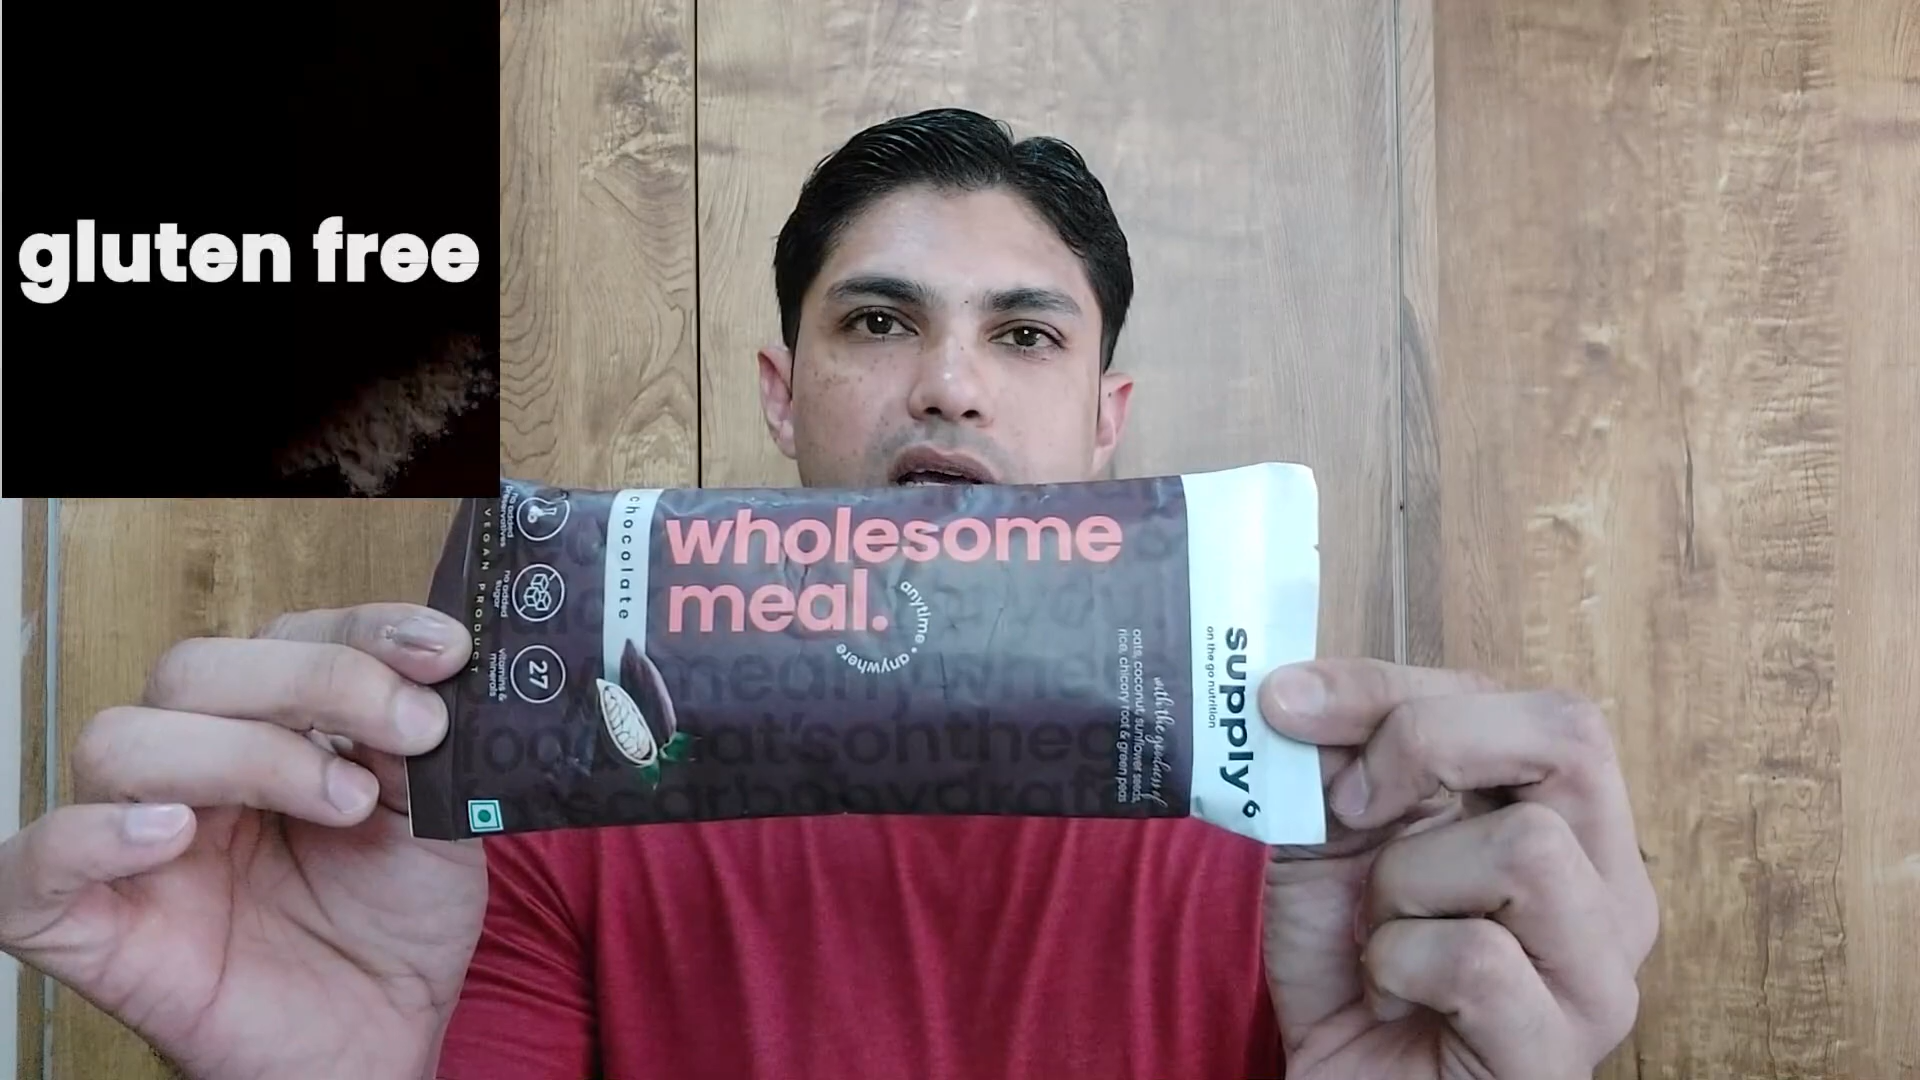 gluten free
no added
preservatives
no added
sugar
27
vitamins &
minerals
VEGAN PRODUCT
chocolate
wholesome
meal.
anytime • anywhere
with the goodness of
oats, coconut, sunflower seeds,
rice, chicory root & green peas
supply6
on the go nutrition